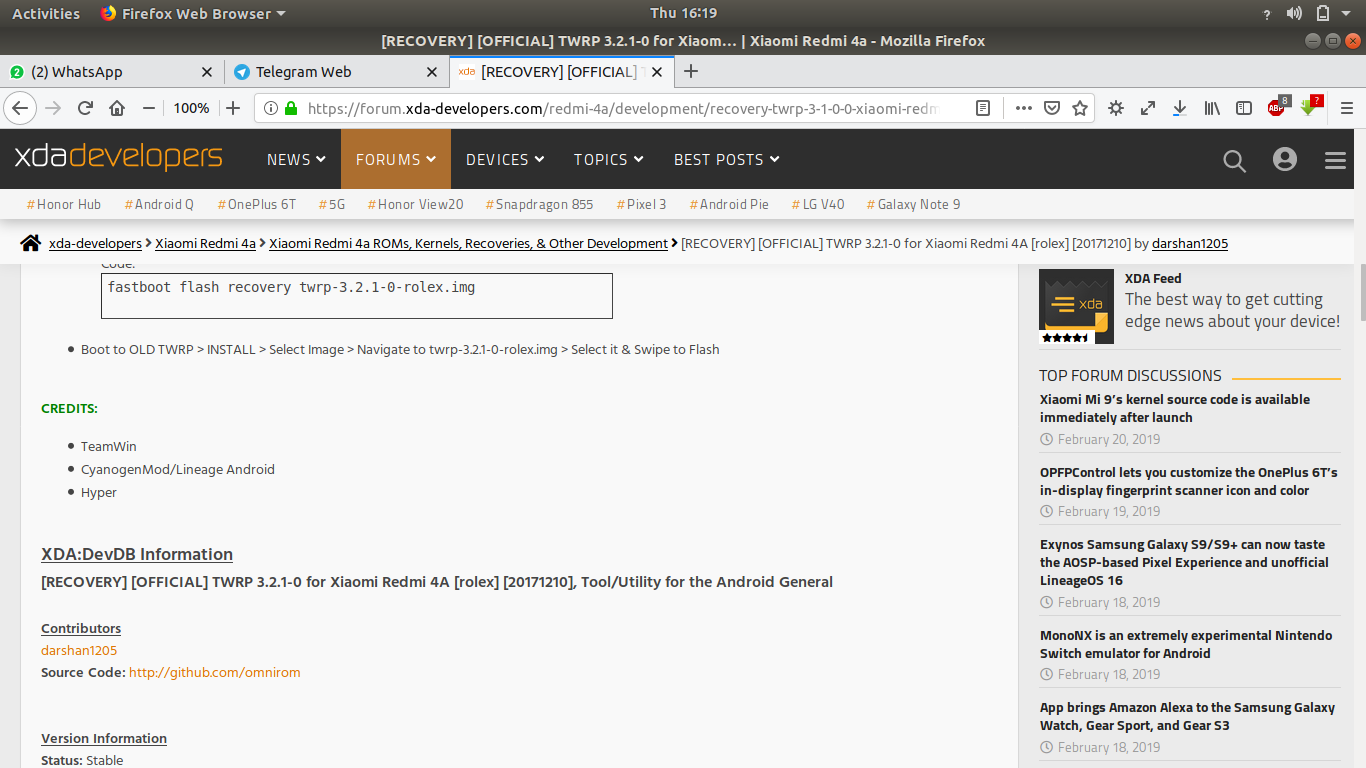 Activities
Firefox Web Browser
Thu 16:19
?
[RECOVERY] [OFFICIAL] TWRP 3.2.1-0 for Xiaom… | Xiaomi Redmi 4a - Mozilla Firefox
2 (2) WhatsApp
Telegram Web
xda [RECOVERY] [OFFICIAL]
100%
https://forum.xda-developers.com/redmi-4a/development/recovery-twrp-3-1-0-0-xiaomi-redm
ABP 8
?
xdadevelopers
NEWS
FORUMS
DEVICES
TOPICS
BEST POSTS
#Honor Hub
#Android Q
#OnePlus 6T
#5G
#Honor View20
#Snapdragon 855
#Pixel 3
#Android Pie
#LG V40
#Galaxy Note 9
xda-developers > Xiaomi Redmi 4a > Xiaomi Redmi 4a ROMs, Kernels, Recoveries, & Other Development > [RECOVERY] [OFFICIAL] TWRP 3.2.1-0 for Xiaomi Redmi 4A [rolex] [20171210] by darshan1205
Code:
fastboot flash recovery twrp-3.2.1-0-rolex.img
Boot to OLD TWRP > INSTALL > Select Image > Navigate to twrp-3.2.1-0-rolex.img > Select it & Swipe to Flash
CREDITS:
TeamWin
CyanogenMod/Lineage Android
Hyper
XDA:DevDB Information
[RECOVERY] [OFFICIAL] TWRP 3.2.1-0 for Xiaomi Redmi 4A [rolex] [20171210], Tool/Utility for the Android General
Contributors
darshan1205
Source Code: http://github.com/omnirom
Version Information
Status: Stable
xda
XDA Feed
The best way to get cutting
edge news about your device!
TOP FORUM DISCUSSIONS
Xiaomi Mi 9's kernel source code is available
immediately after launch
February 20, 2019
OPFPControl lets you customize the OnePlus 6T's
in-display fingerprint scanner icon and color
February 19, 2019
Exynos Samsung Galaxy S9/S9+ can now taste
the AOSP-based Pixel Experience and unofficial
LineageOS 16
February 18, 2019
MonoNX is an extremely experimental Nintendo
Switch emulator for Android
February 18, 2019
App brings Amazon Alexa to the Samsung Galaxy
Watch, Gear Sport, and Gear S3
February 18, 2019